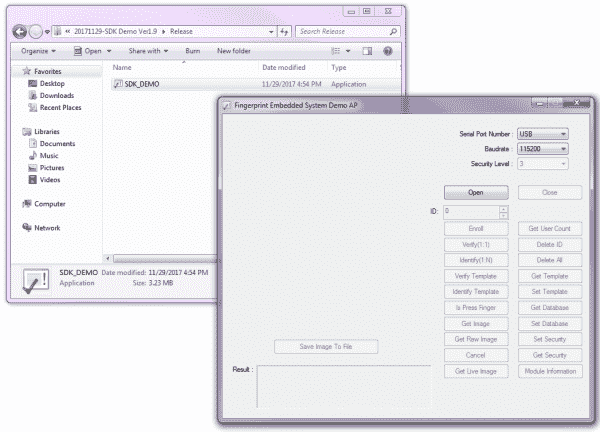 20171129-SDK Demo Ver1.9 Release
Search Release
Organize Open Share with Burn New folder
Favorites
Desktop
Downloads
Recent Places
Libraries
Documents
Music
Pictures
Videos
Computer
Network
Name Date modified Type
SDK_DEMO 11/29/2017 4:54 PM Application
SDK_DEMO Date modified: 11/29/2017 4:54 PM
Application Size: 3.23 MB
Fingerprint Embedded System Demo AP
Serial Port Number : USB
Baudrate : 115200
Security Level : 3
Open Close
ID: 0
Enroll Get User Count
Verify(1:1) Delete ID
Identify(1:N) Delete All
Verify Template Get Template
Identify Template Set Template
Is Press Finger Get Database
Get Image Set Database
Get Raw Image Set Security
Cancel Get Security
Get Live Image Module Information
Save Image To File
Result :